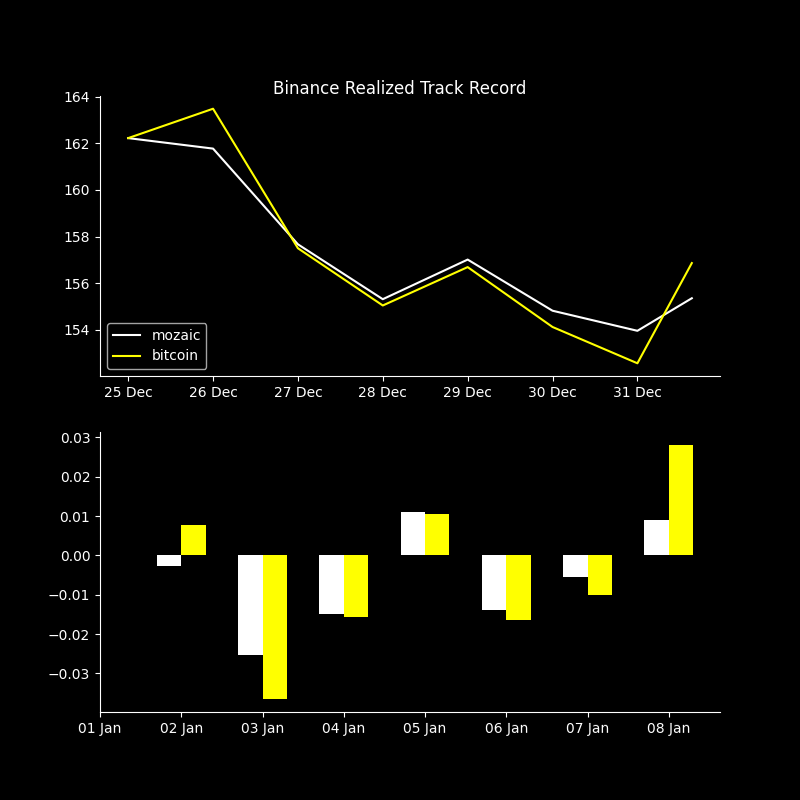 Binance Realized Track Record
164
162
160
158
156
154
mozaic
bitcoin
25 Dec 26 Dec 27 Dec 28 Dec 29 Dec 30 Dec 31 Dec
0.03
0.02
0.01
0.00
−0.01
−0.02
−0.03
01 Jan 02 Jan 03 Jan 04 Jan 05 Jan 06 Jan 07 Jan 08 Jan